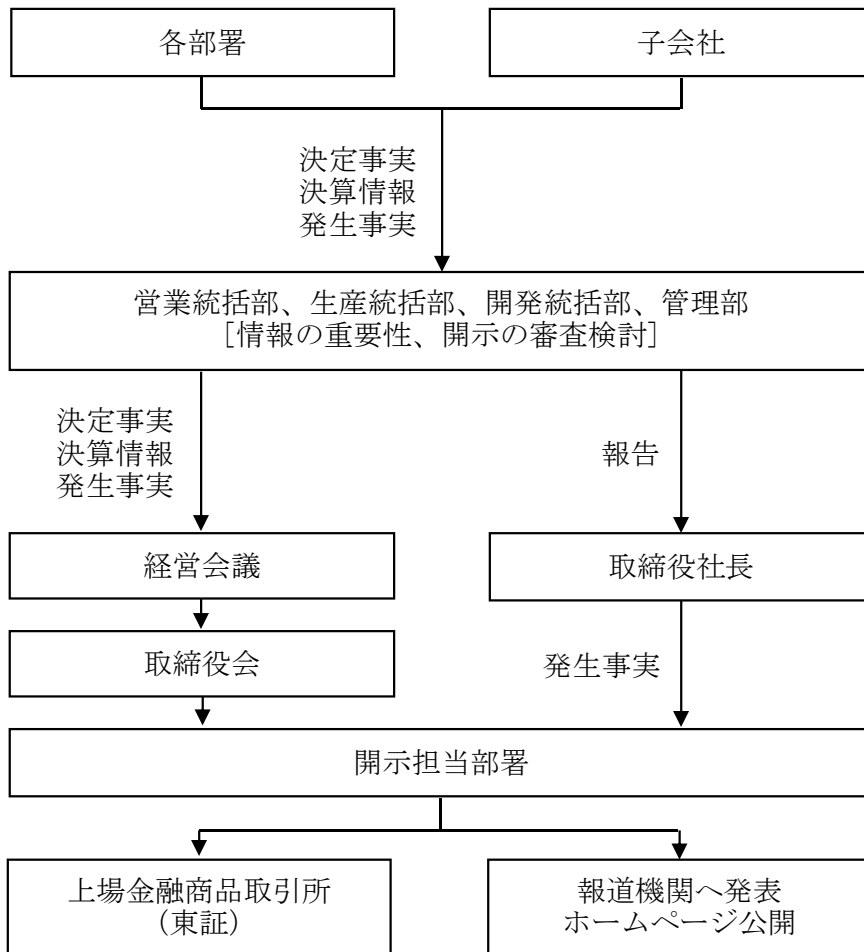 各部署
子会社
決定事実
決算情報
発生事実
営業統括部、生産統括部、開発統括部、管理部
[情報の重要性、開示の審査検討]
決定事実
決算情報
発生事実
報告
経営会議
取締役社長
取締役会
発生事実
開示担当部署
上場金融商品取引所
(東証)
報道機関へ発表
ホームページ公開